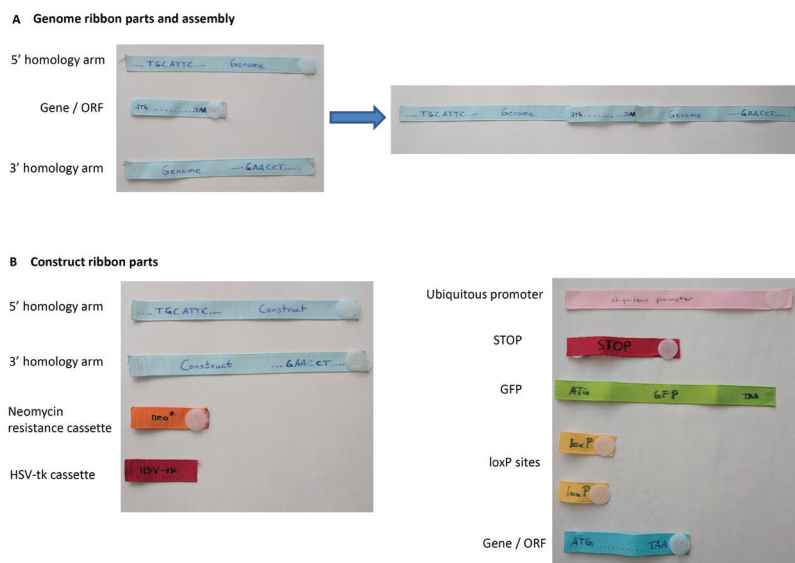 A Genome ribbon parts and assembly
5’ homology arm
....TGCATTC.... Genome
Gene / ORF
ATG..........TAA
3’ homology arm
Genome ....GAACCT.....
....TGCATTC.... Genome ATG..........TAA Genome ....GAACCT.....
B Construct ribbon parts
5’ homology arm
....TGCATTC.... Construct
3’ homology arm
Construct ....GAACCT.....
Neomycin
resistance cassette
neoR
HSV-tk cassette
HSV-tk
Ubiquitous promoter
ubiquitous promoter
STOP
STOP
GFP
ATG GFP TAA
loxP sites
loxP
loxP
Gene / ORF
ATG..........TAA